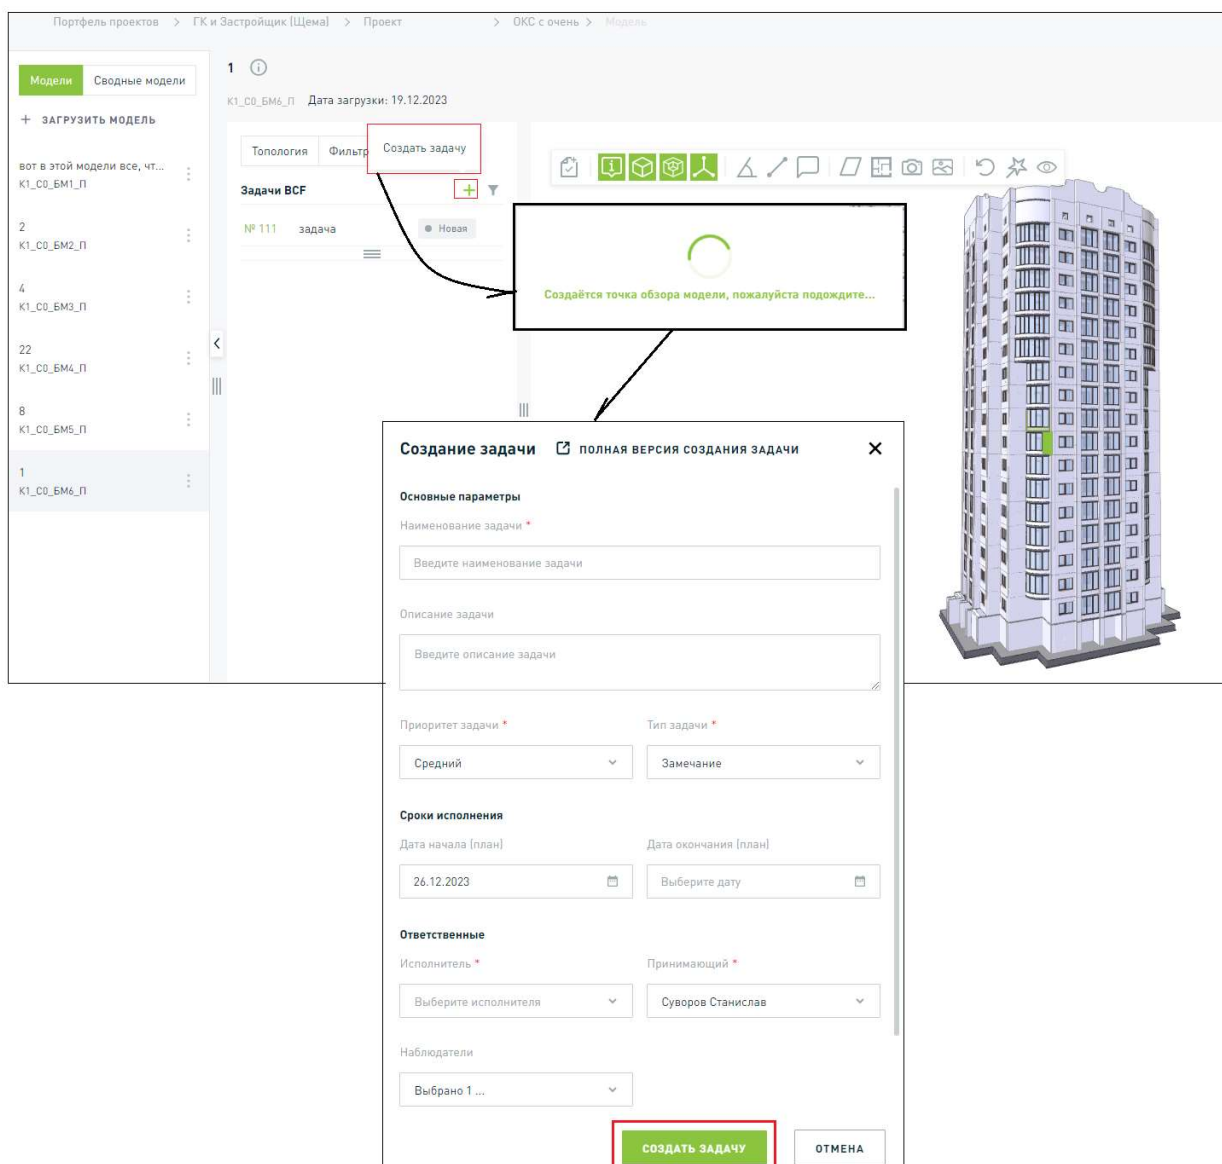 Портфель проектов > ГК и Застройщик (Щема) > Проект > ОКС с очень > Модель
Модели Сводные модели
+ ЗАГРУЗИТЬ МОДЕЛЬ
вот в этой модели все, чт...
К1_С0_БМ1_П
2
К1_С0_БМ2_П
4
К1_С0_БМ3_П
22
К1_С0_БМ4_П
8
К1_С0_БМ5_П
1
К1_С0_БМ6_П
1
К1_С0_БМ6_П Дата загрузки: 19.12.2023
Топология Фильтр Создать задачу
Задачи BCF
№ 111 задача Новая
Создаётся точка обзора модели, пожалуйста подождите...
Создание задачи ПОЛНАЯ ВЕРСИЯ СОЗДАНИЯ ЗАДАЧИ
Основные параметры
Наименование задачи *
Введите наименование задачи
Описание задачи
Введите описание задачи
Приоритет задачи * Тип задачи *
Средний Замечание
Сроки исполнения
Дата начала (план) Дата окончания (план)
26.12.2023 Выберите дату
Ответственные
Исполнитель * Принимающий *
Выберите исполнителя Суворов Станислав
Наблюдатели
Выбрано 1 ...
СОЗДАТЬ ЗАДАЧУ ОТМЕНА